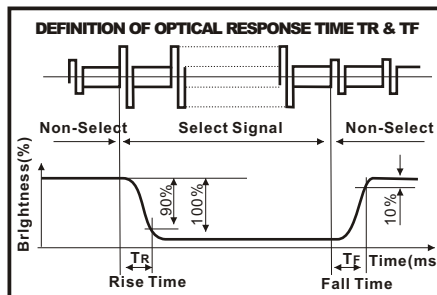 DEFINITION OF OPTICAL RESPONSE TIME TR & TF
Non-Select
Select Signal
Non-Select
Brightness(%)
90%
100%
10%
TR
TF
Time(ms
Rise Time
Fall Time